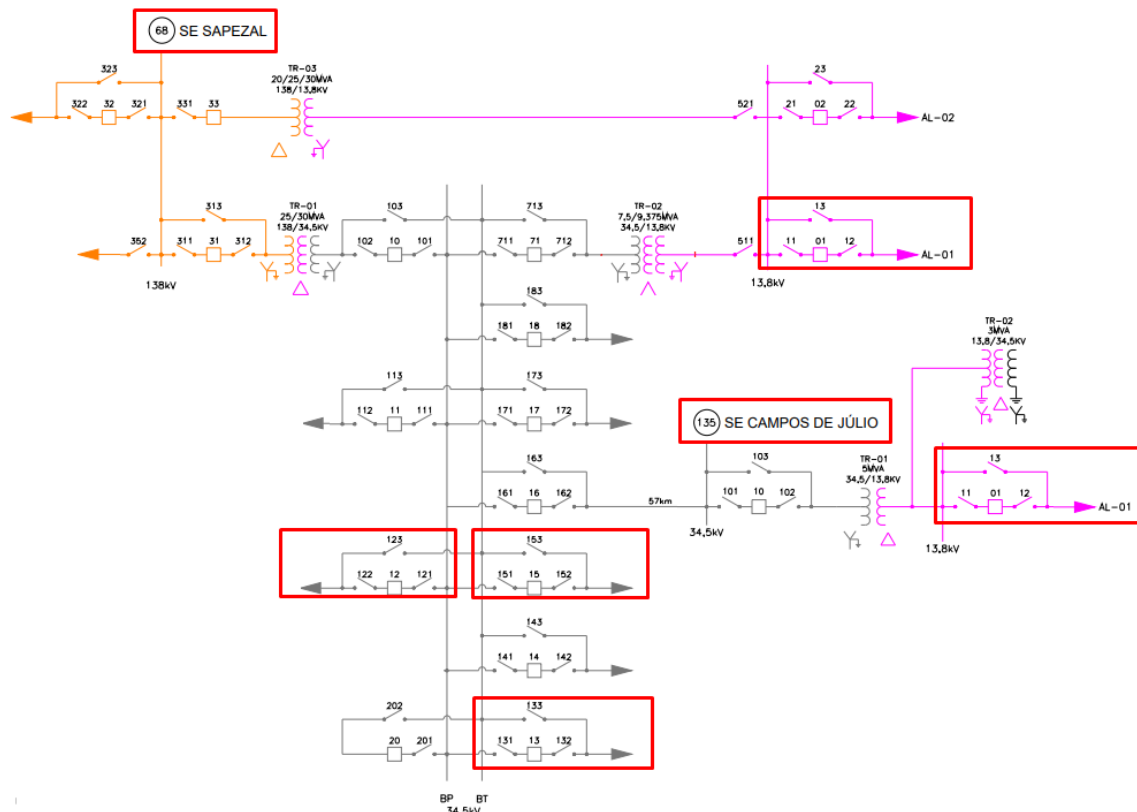 68 SE SAPEZAL
323
322 32 321 331 33
TR-03
20/25/30MVA
138/13,8KV
521
23
21 02 22
AL-02
313
352 311 31 312
138kV
TR-01
25/30MVA
138/34,5KV
103
102 10 101
713
711 71 712
TR-02
7,5/9,375MVA
34,5/13,8KV
511
13
11 01 12
AL-01
13,8kV
183
181 18 182
TR-02
3MVA
13,8/34,5KV
113
112 11 111
173
171 17 172
135 SE CAMPOS DE JÚLIO
163
161 16 162
57km
103
101 10 102
34,5kV
TR-01
5MVA
34,5/13,8KV
13
11 01 12
AL-01
13,8kV
123
122 12 121
153
151 15 152
143
141 14 142
202
20 201
133
131 13 132
BP BT
34,5kV